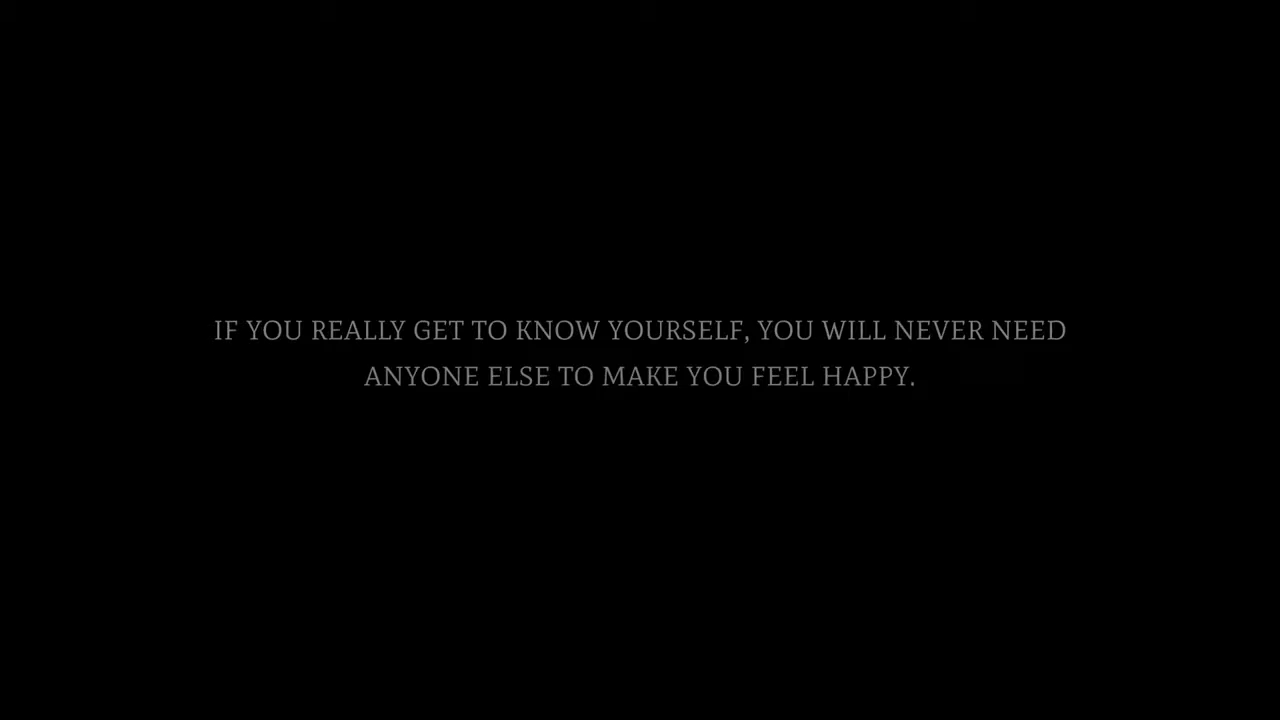 IF YOU REALLY GET TO KNOW YOURSELF, YOU WILL NEVER NEED
ANYONE ELSE TO MAKE YOU FEEL HAPPY.